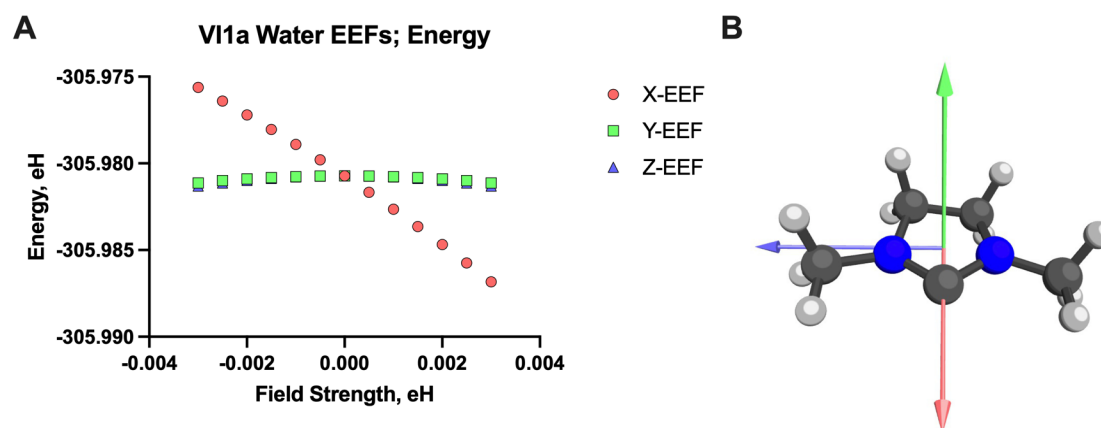 A
VI1a Water EEFs; Energy
B
Energy, eH
-305.975
-305.980
-305.985
-305.990
-0.004
-0.002
0.000
0.002
0.004
Field Strength, eH
X-EEF
Y-EEF
Z-EEF